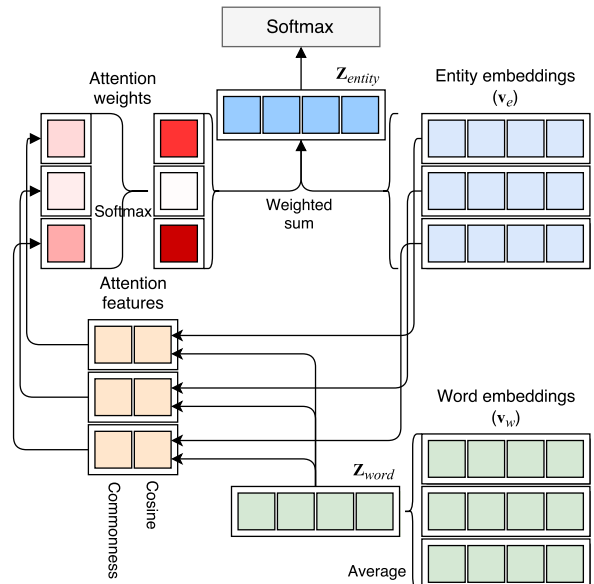 Softmax
Attention
weights
Z_entity
Entity embeddings
(v_e)
Softmax
Weighted
sum
Attention
features
Word embeddings
(v_w)
Z_word
Commonness
Cosine
Average